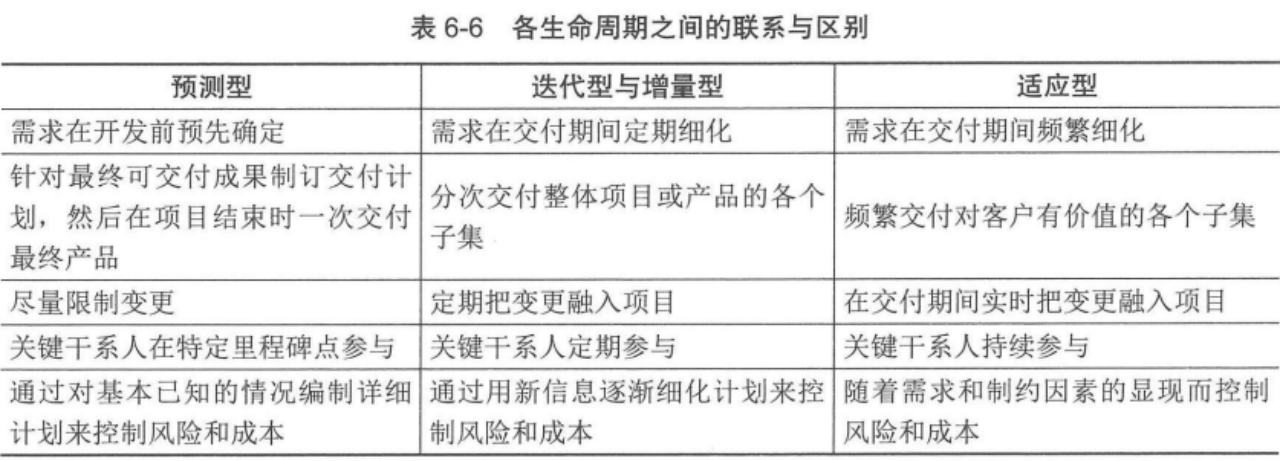 表 6-6 各生命周期之间的联系与区别
预测型
迭代型与增量型
适应型
需求在开发前预先确定
需求在交付期间定期细化
需求在交付期间频繁细化
针对最终可交付成果制订交付计
划，然后在项目结束时一次交付
最终产品
分次交付整体项目或产品的各个
子集
频繁交付对客户有价值的各个子集
尽量限制变更
定期把变更融入项目
在交付期间实时把变更融入项目
关键干系人在特定里程碑点参与
关键干系人定期参与
关键干系人持续参与
通过对基本已知的情况编制详细
计划来控制风险和成本
通过用新信息逐渐细化计划来控
制风险和成本
随着需求和制约因素的显现而控制
风险和成本